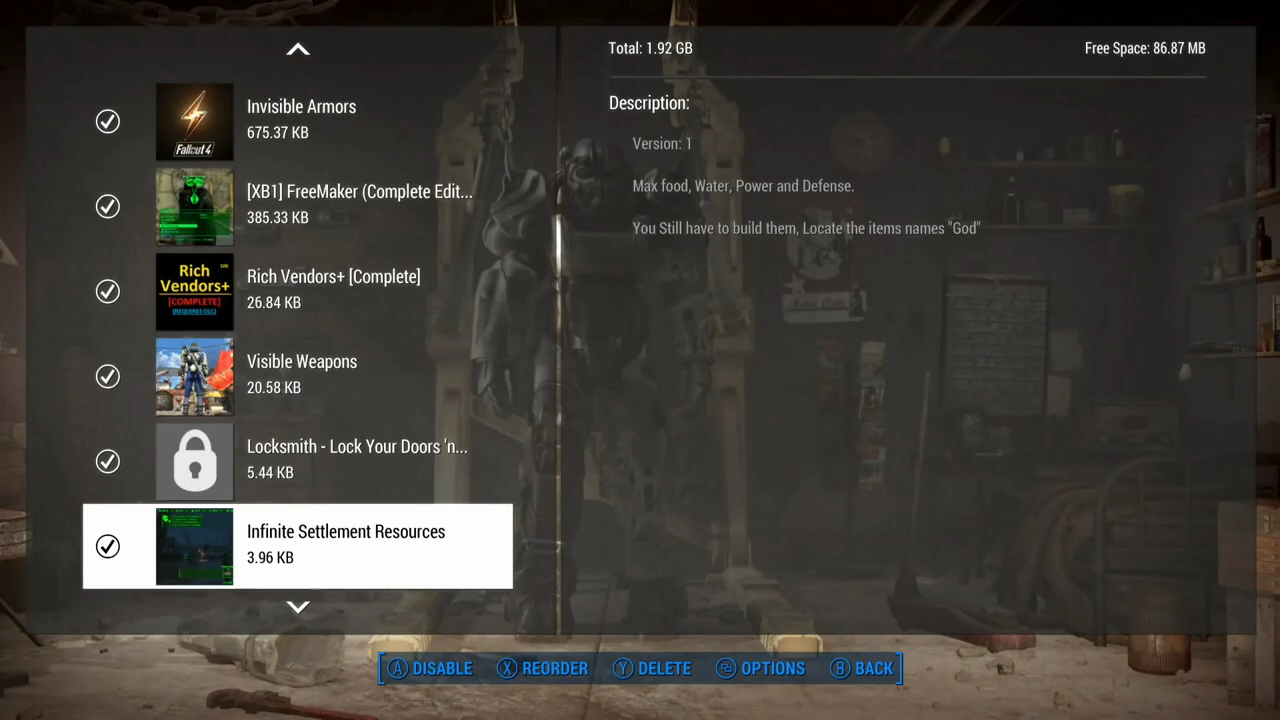 Total: 1.92 GB
Free Space: 86.87 MB
Invisible Armors
675.37 KB
Fallout 4
[XB1] FreeMaker (Complete Edit...
385.33 KB
Rich Vendors+ [Complete]
26.84 KB
Rich
Vendors+
[COMPLETE]
[REQUIRES DLC]
Visible Weapons
20.58 KB
Locksmith - Lock Your Doors 'n...
5.44 KB
Infinite Settlement Resources
3.96 KB
Description:
Version: 1
Max food, Water, Power and Defense.
You Still have to build them, Locate the items names "God"
A DISABLE
X REORDER
Y DELETE
OPTIONS
B BACK